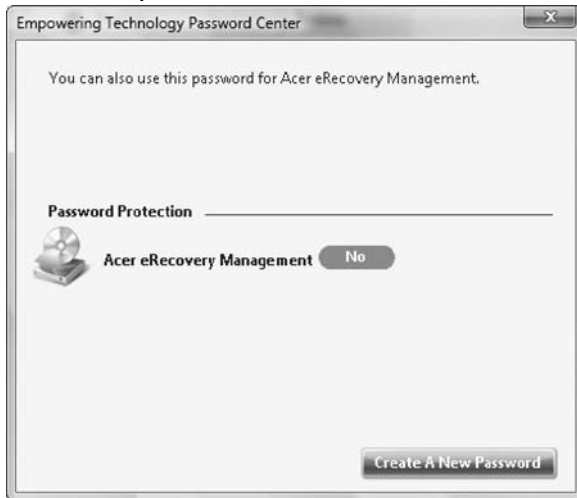 Empowering Technology Password Center
You can also use this password for Acer eRecovery Management.
Password Protection
Acer eRecovery Management No
Create A New Password